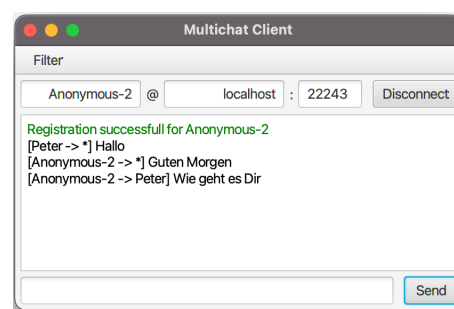 Multichat Client
Filter
Anonymous-2 @ localhost : 22243 Disconnect
Registration successfull for Anonymous-2
[Peter -> *] Hallo
[Anonymous-2 -> *] Guten Morgen
[Anonymous-2 -> Peter] Wie geht es Dir
Send